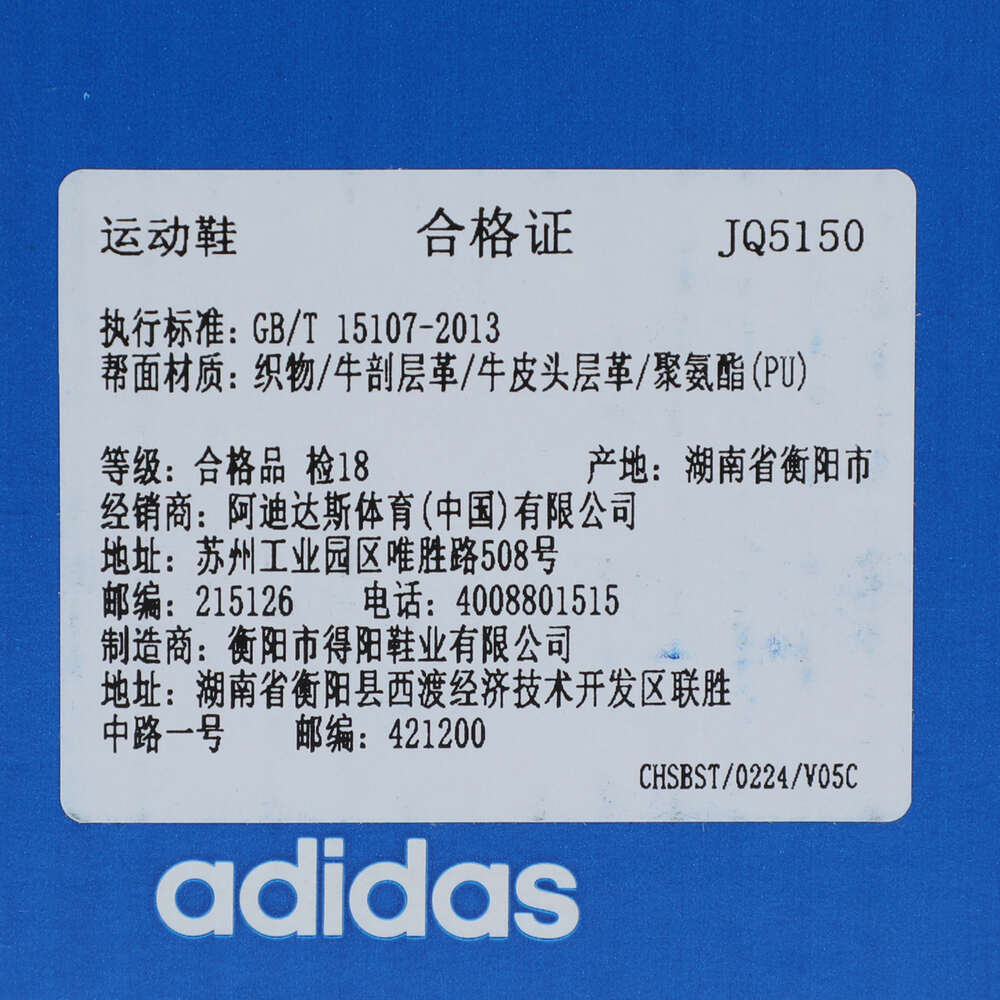 运动鞋 合格证 JQ5150
执行标准: GB/T 15107-2013
帮面材质: 织物/牛剖层革/牛皮头层革/聚氨酯(PU)
等级: 合格品 检18 产地: 湖南省衡阳市
经销商: 阿迪达斯体育(中国)有限公司
地址: 苏州工业园区唯胜路508号
邮编: 215126 电话: 4008801515
制造商: 衡阳市得阳鞋业有限公司
地址: 湖南省衡阳县西渡经济技术开发区联胜
中路一号 邮编: 421200
CHSBST/0224/V05C
adidas